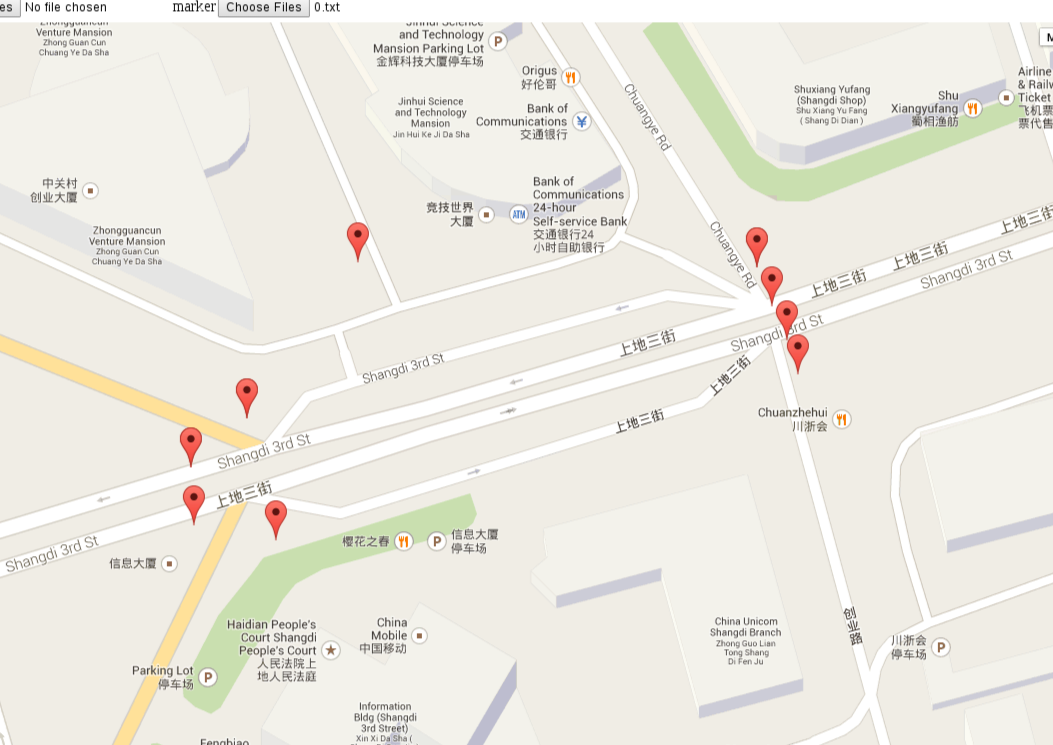 es No file chosen marker Choose Files 0.txt
Zhongguancun
Venture Mansion
Zhong Guan Cun
Chuang Ye Da Sha
Jinhui Science
and Technology
Mansion Parking Lot
金辉科技大厦停车场
P
Origus
好伦哥
Bank of
Communications
交通银行
¥
Jinhui Science
and Technology
Mansion
Jin Hui Ke Ji Da Sha
Chuangye Rd
Shuxiang Yufang
(Shangdi Shop)
Shu Xiang Yu Fang
( Shang Di Dian )
Shu
Xiangyufang
蜀相渔舫
M
Airline
& Railw
Ticket
飞机票
票代售
中关村
创业大厦
Zhongguancun
Venture Mansion
Zhong Guan Cun
Chuang Ye Da Sha
竞技世界
大厦
ATM
Bank of
Communications
24-hour
Self-service Bank
交通银行24
小时自助银行
Chuangye Rd
上地三街
上地三街
上地三街
Shangdi 3rd St
Shangdi 3rd St
上地三街
Shangdi 3rd St
上地三街
上地三街
Chuanzhehui
川浙会
Shangdi 3rd St
上地三街
Shangdi 3rd St
信息大厦
樱花之春
P
信息大厦
停车场
Haidian People's
Court Shangdi
People's Court
人民法院上
地人民法庭
China
Mobile
中国移动
China Unicom
Shangdi Branch
Zhong Guo Lian
Tong Shang
Di Fen Ju
创业路
川浙会
停车场
P
Parking Lot
停车场
P
Information
Bldg (Shangdi
3rd Street)
Xin Xi Da Sha (
Fengbiao